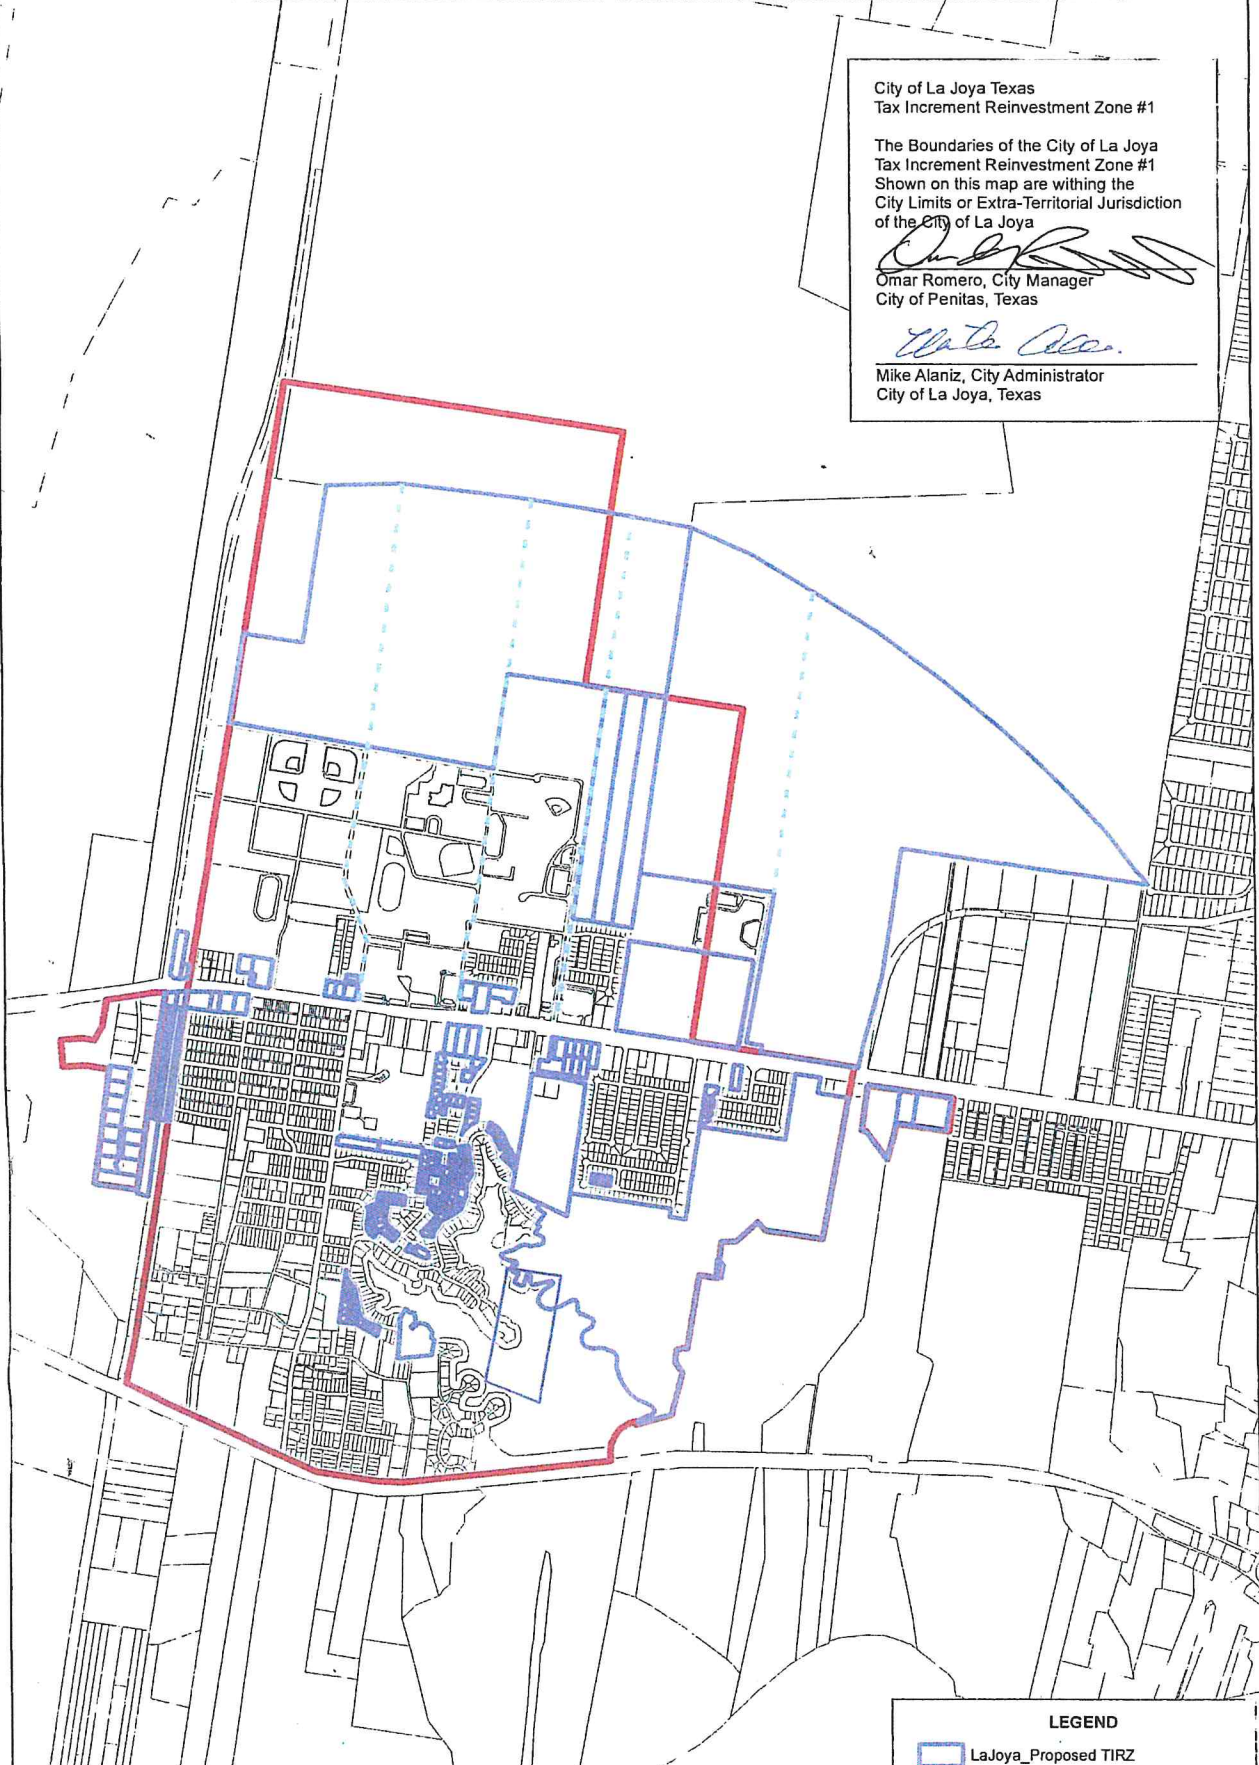 City of La Joya Texas
Tax Increment Reinvestment Zone #1
The Boundaries of the City of La Joya
Tax Increment Reinvestment Zone #1
Shown on this map are withing the
City Limits or Extra-Territorial Jurisdiction
of the City of La Joya
Omar Romero, City Manager
City of Penitas, Texas
Mike Alaniz, City Administrator
City of La Joya, Texas
LEGEND
LaJoya_Proposed TIRZ